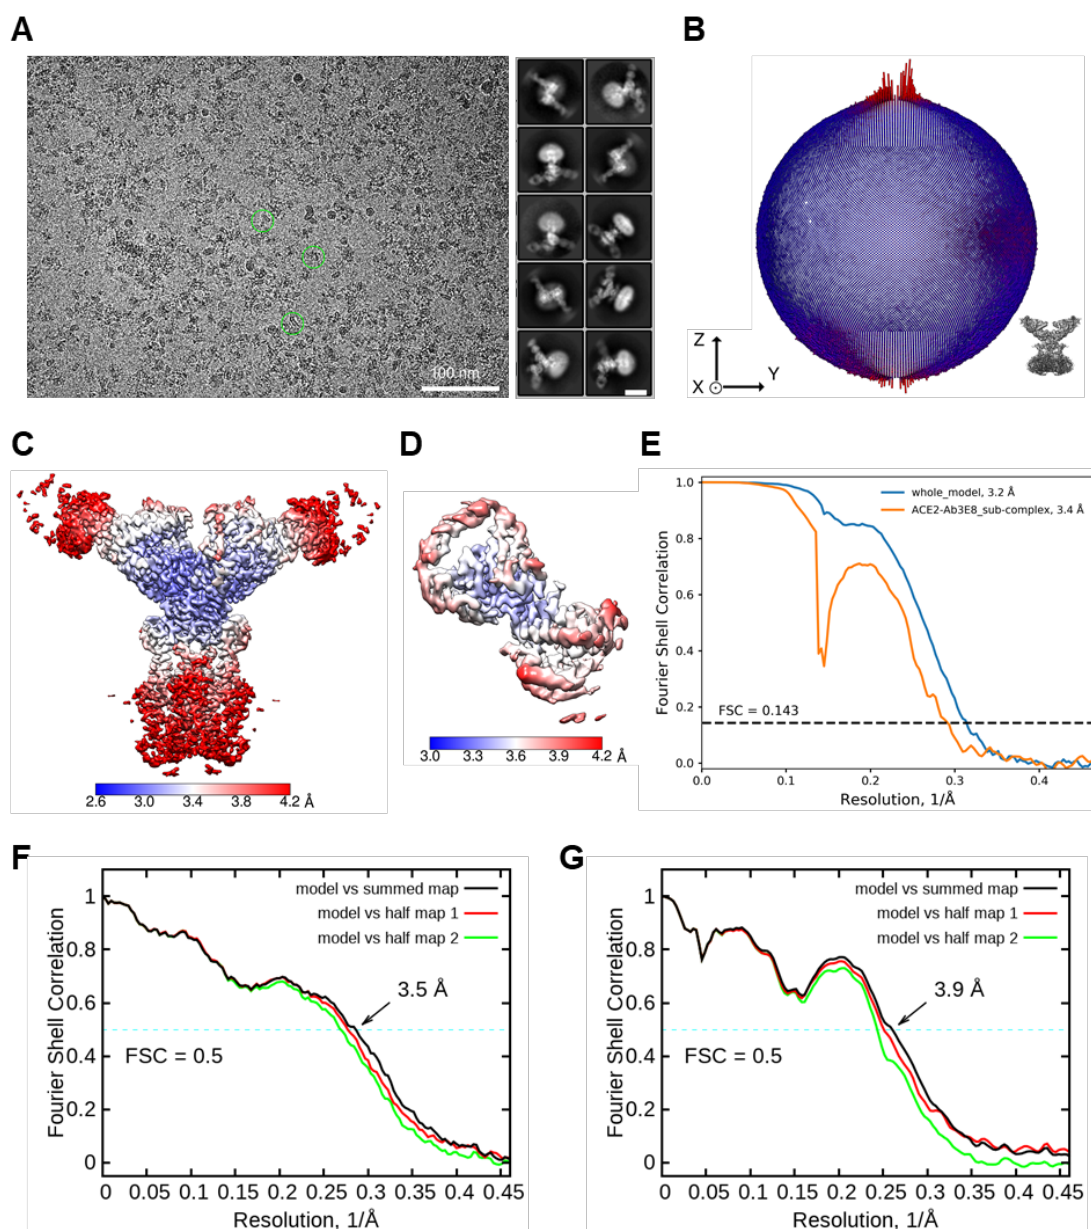 A
100 nm
B
Z
X
Y
C
2.6 3.0 3.4 3.8 4.2 Å
D
3.0 3.3 3.6 3.9 4.2 Å
E
Fourier Shell Correlation
1.0
0.8
0.6
0.4
0.2
0.0
whole_model, 3.2 Å
ACE2-Ab3E8_sub-complex, 3.4 Å
FSC = 0.143
0.0 0.1 0.2 0.3 0.4
Resolution, 1/Å
F
Fourier Shell Correlation
1
0.8
0.6
0.4
0.2
0
model vs summed map
model vs half map 1
model vs half map 2
3.5 Å
FSC = 0.5
0 0.05 0.1 0.15 0.2 0.25 0.3 0.35 0.4 0.45
Resolution, 1/Å
G
Fourier Shell Correlation
1
0.8
0.6
0.4
0.2
0
model vs summed map
model vs half map 1
model vs half map 2
3.9 Å
FSC = 0.5
0 0.05 0.1 0.15 0.2 0.25 0.3 0.35 0.4 0.45
Resolution, 1/Å